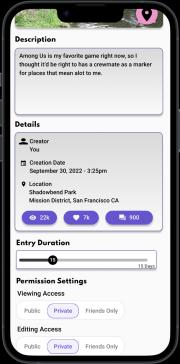 Description
Among Us is my favorite game right now, so I
thought it'd be right to has a crewmate as a marker
for places that mean alot to me.
Details
Creator
You
Creation Date
September 30, 2022 - 3:25pm
Location
Shadowbend Park
Mission District, San Francisco CA
22k
7k
900
Entry Duration
15
15 Days
Permission Settings
Viewing Access
Public
Private
Friends Only
Editing Access
Public
Private
Friends Only